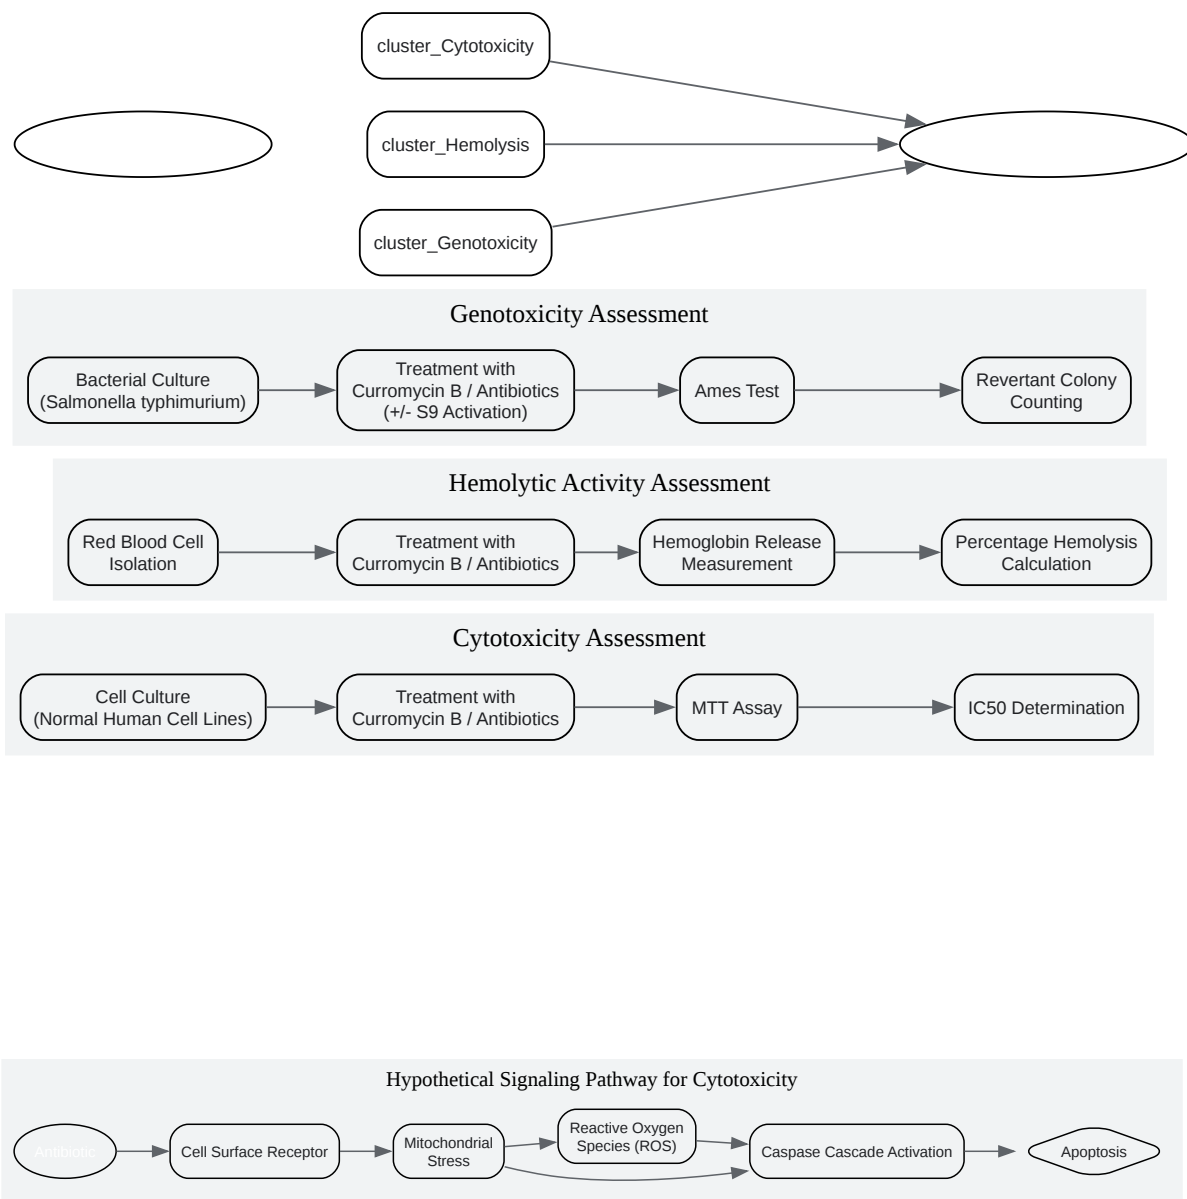 cluster_Cytotoxicity
cluster_Hemolysis
cluster_Genotoxicity
Genotoxicity Assessment
Bacterial Culture
(Salmonella typhimurium)
Treatment with
Curromycin B / Antibiotics
(+/- S9 Activation)
Ames Test
Revertant Colony
Counting
Hemolytic Activity Assessment
Red Blood Cell
Isolation
Treatment with
Curromycin B / Antibiotics
Hemoglobin Release
Measurement
Percentage Hemolysis
Calculation
Cytotoxicity Assessment
Cell Culture
(Normal Human Cell Lines)
Treatment with
Curromycin B / Antibiotics
MTT Assay
IC50 Determination
Hypothetical Signaling Pathway for Cytotoxicity
Antibiotic
Cell Surface Receptor
Mitochondrial
Stress
Reactive Oxygen
Species (ROS)
Caspase Cascade Activation
Apoptosis